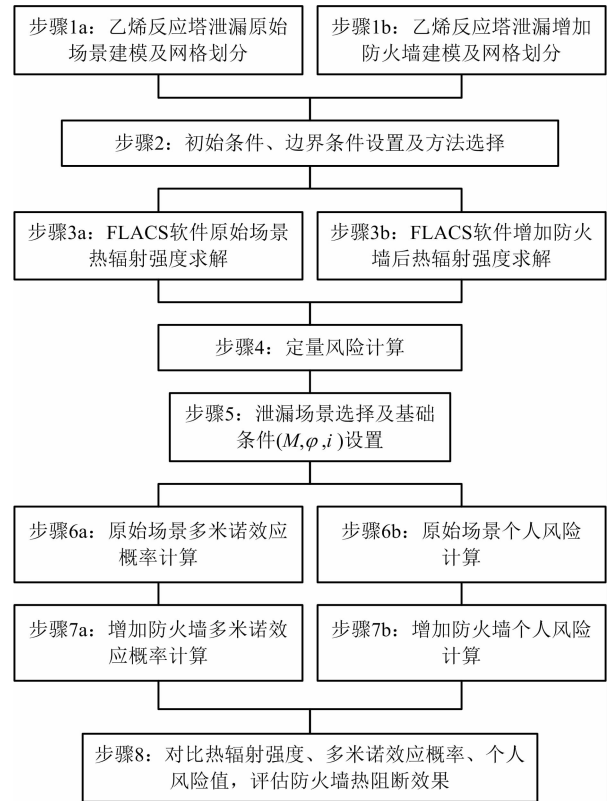 步骤1a：乙烯反应塔泄漏原始
场景建模及网格划分
步骤1b：乙烯反应塔泄漏增加
防火墙建模及网格划分
步骤2：初始条件、边界条件设置及方法选择
步骤3a：FLACS软件原始场景
热辐射强度求解
步骤3b：FLACS软件增加防火
墙后热辐射强度求解
步骤4：定量风险计算
步骤5：泄漏场景选择及基础
条件(M,φ,i)设置
步骤6a：原始场景多米诺效应
概率计算
步骤6b：原始场景个人风险
计算
步骤7a：增加防火墙多米诺效
应概率计算
步骤7b：增加防火墙个人风险
计算
步骤8：对比热辐射强度、多米诺效应概率、个人
风险值，评估防火墙热阻断效果